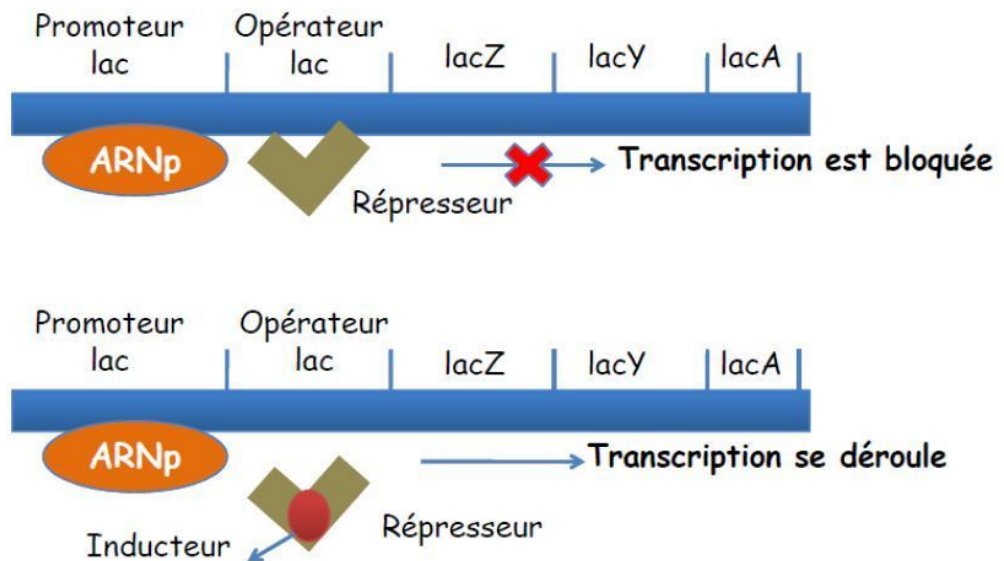 Promoteur Opérateur
lac lac lacZ lacY lacA
ARNp
Transcription est bloquée
Répresseur
Promoteur Opérateur
lac lac lacZ lacY lacA
ARNp
Transcription se déroule
Répresseur
Inducteur